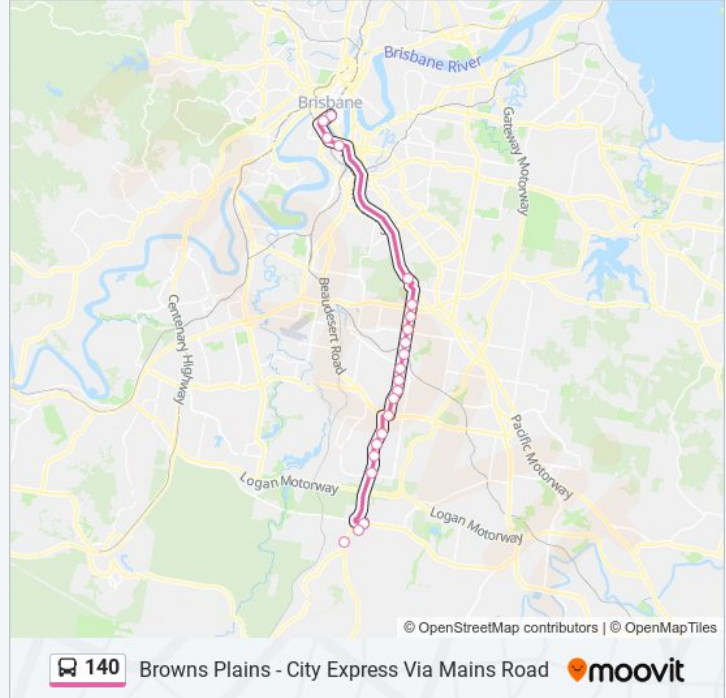 Brisbane River
Brisbane
Gateway Motorway
Beaudesert Road
Centenary Highway
Pacific Motorway
Logan Motorway
Logan Motorway
© OpenStreetMap contributors | © OpenMapTiles
140 Browns Plains - City Express Via Mains Road moovit